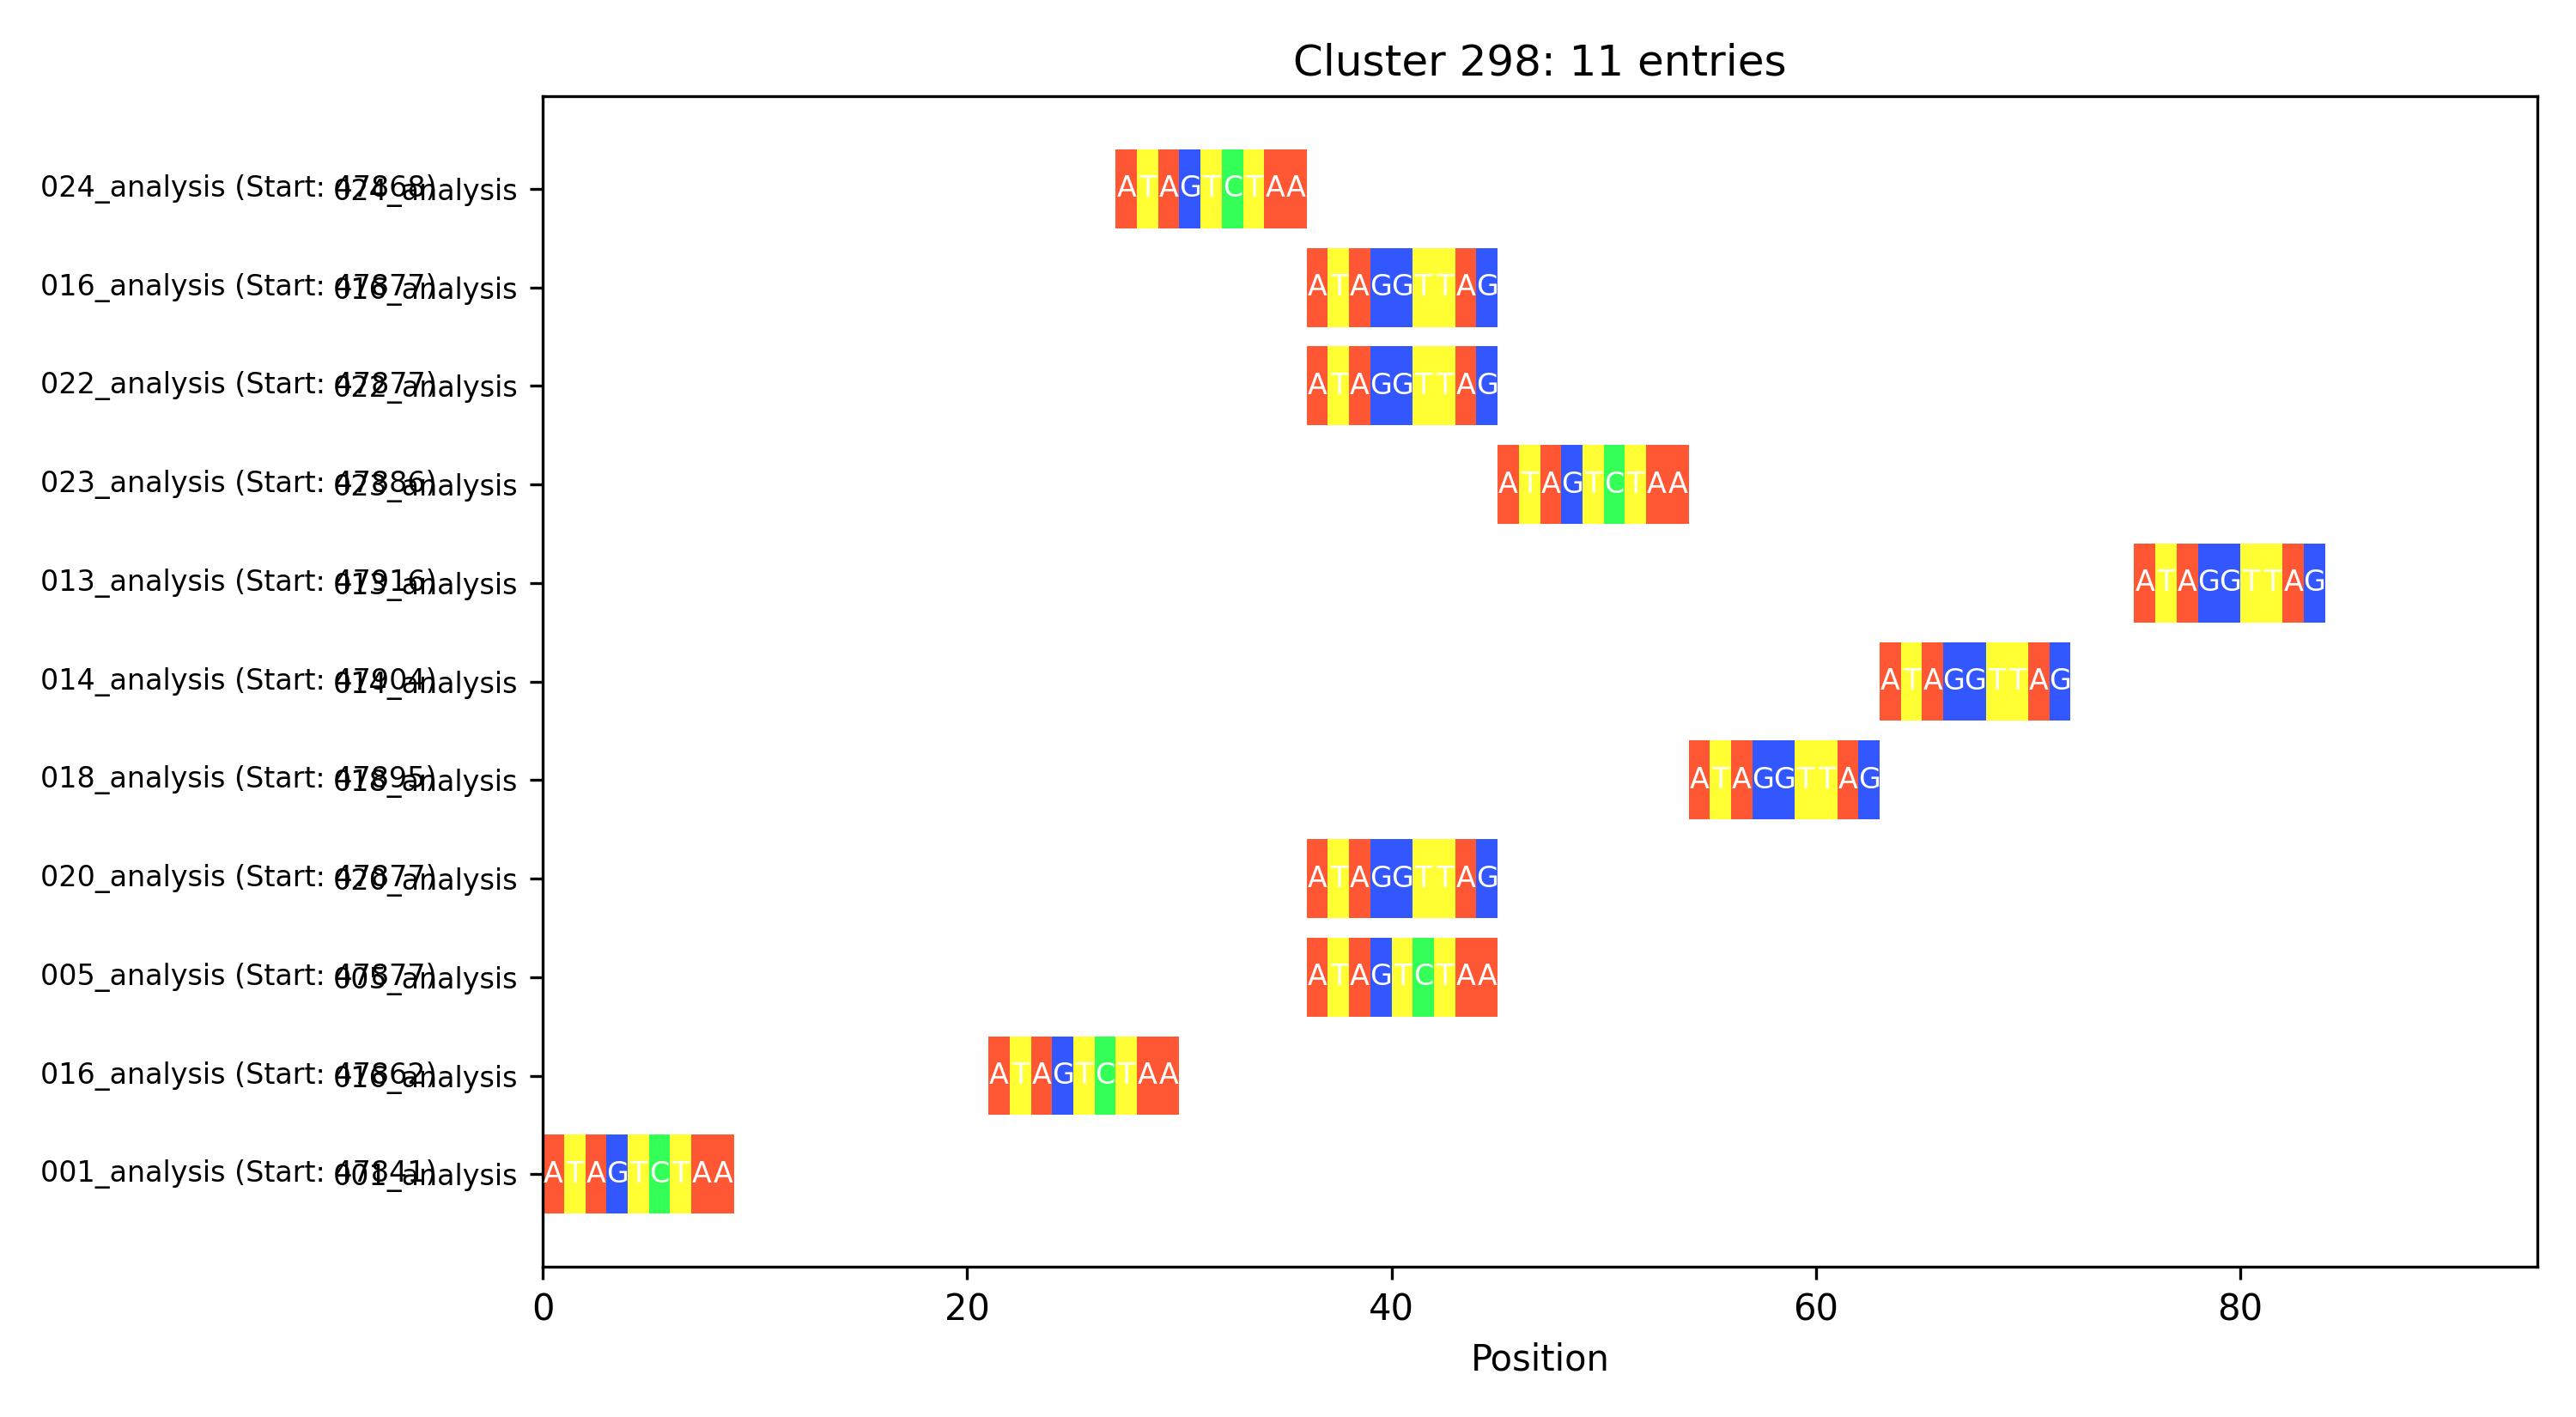 Cluster 298: 11 entries
024_analysis (Start: 47868) 024_analysis ATAGTCTAA
016_analysis (Start: 47877) 016_analysis ATAGGTTAG
022_analysis (Start: 47877) 022_analysis ATAGGTTAG
023_analysis (Start: 47886) 023_analysis ATAGTCTAA
013_analysis (Start: 47916) 013_analysis ATAGGTTAG
014_analysis (Start: 47904) 014_analysis ATAGGTTAG
018_analysis (Start: 47895) 018_analysis ATAGGTTAG
020_analysis (Start: 47877) 020_analysis ATAGGTTAG
005_analysis (Start: 47877) 005_analysis ATAGTCTAA
016_analysis (Start: 47862) 016_analysis ATAGTCTAA
001_analysis (Start: 47841) 001_analysis ATAGTCTAA
0 20 40 60 80
Position